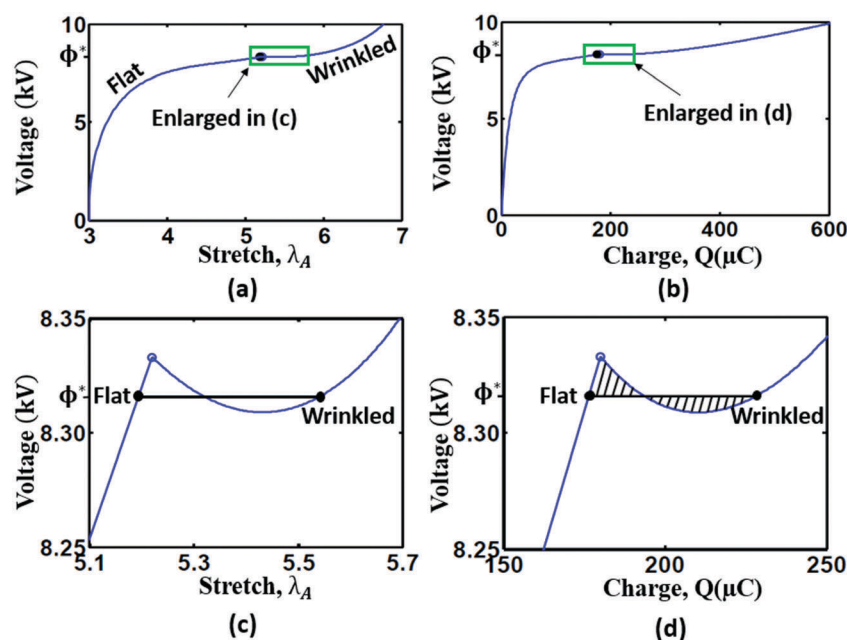 10
Φ*
5
0
Voltage (kV)
Flat
Wrinkled
Enlarged in (c)
3 4 5 6 7
Stretch, λA
(a)
10
Φ*
5
0
Voltage (kV)
Enlarged in (d)
0 200 400 600
Charge, Q(μC)
(b)
8.35
Φ*
8.30
8.25
Voltage (kV)
Flat
Wrinkled
5.1 5.3 5.5 5.7
Stretch, λA
(c)
8.35
Φ*
8.30
8.25
Voltage (kV)
Flat
Wrinkled
150 200 250
Charge, Q(μC)
(d)